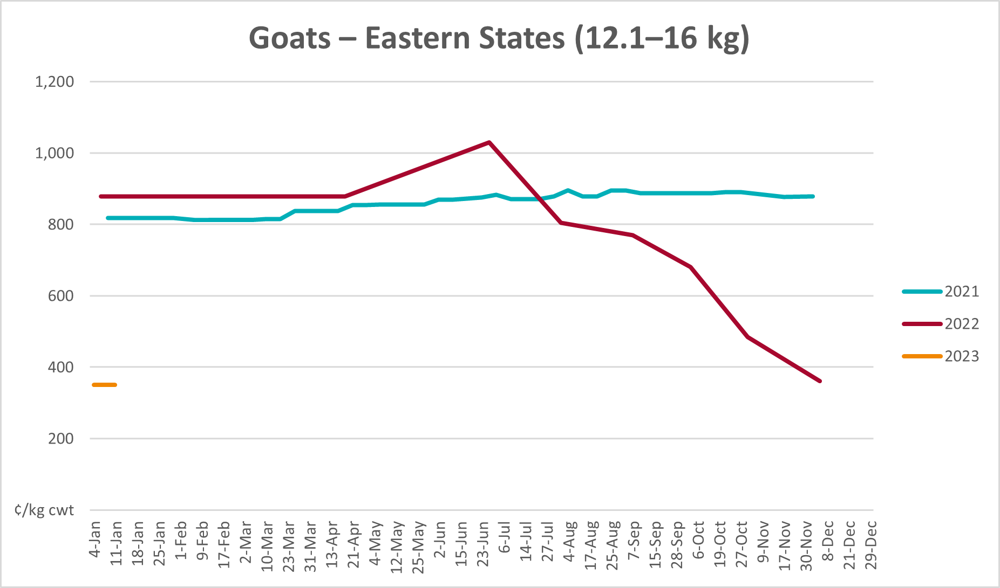 Goats – Eastern States (12.1–16 kg)
1,200
1,000
800
600
400
200
¢/kg cwt
4-Jan
11-Jan
18-Jan
25-Jan
1-Feb
9-Feb
17-Feb
2-Mar
10-Mar
23-Mar
31-Mar
13-Apr
21-Apr
4-May
12-May
25-May
2-Jun
15-Jun
23-Jun
6-Jul
14-Jul
27-Jul
4-Aug
17-Aug
25-Aug
7-Sep
15-Sep
28-Sep
6-Oct
19-Oct
27-Oct
9-Nov
17-Nov
30-Nov
8-Dec
21-Dec
29-Dec
2021
2022
2023